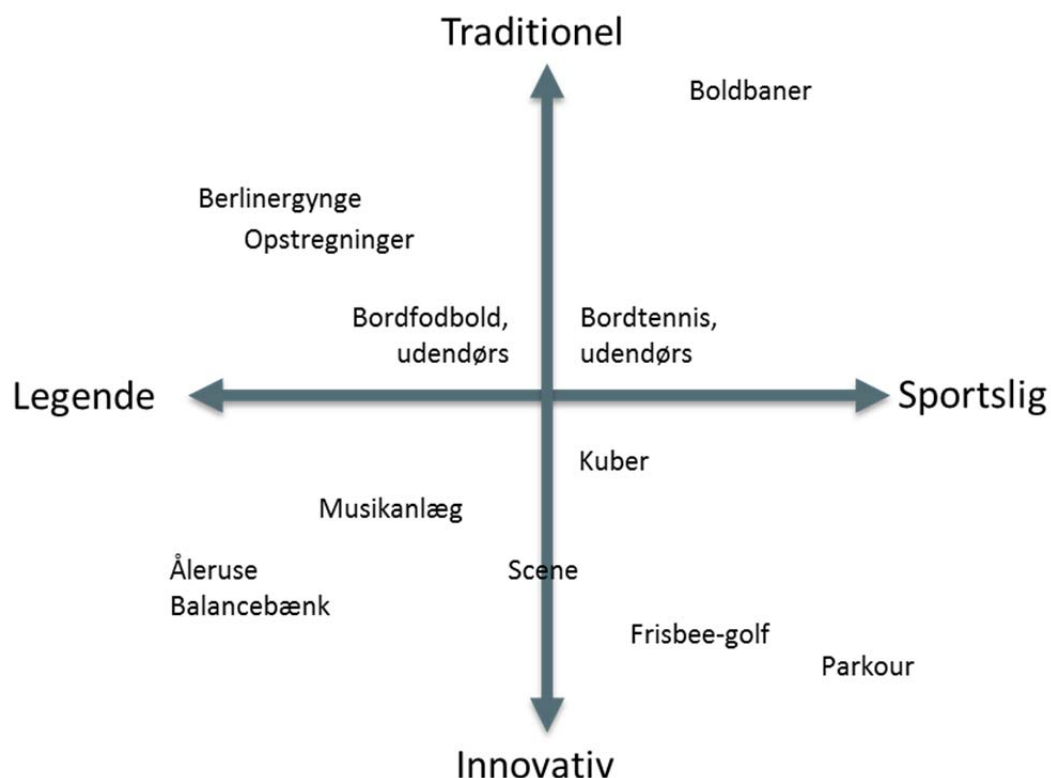 Traditionel
Boldbaner
Berlinergynge
Opstregninger
Bordfodbold,
udendørs
Bordtennis,
udendørs
Legende
Sportslig
Kuber
Musikanlæg
Åleruse
Balancebænk
Scene
Frisbee-golf
Parkour
Innovativ